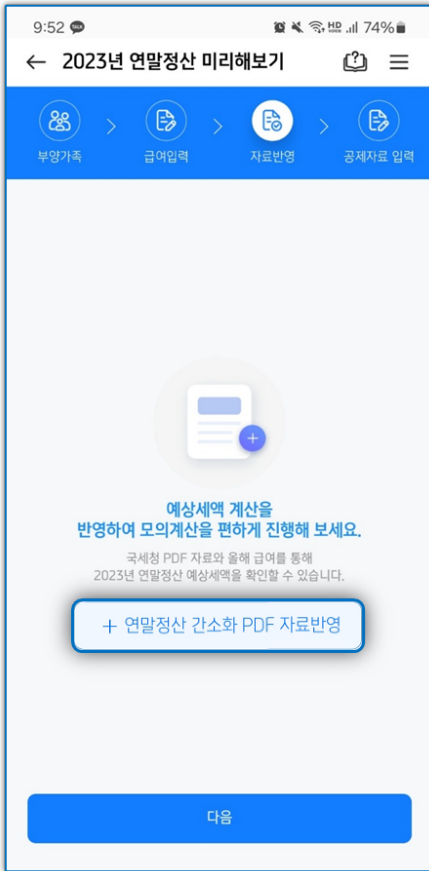 9:52 TALK HD 74%
← 2023년 연말정산 미리해보기
부양가족 > 급여입력 > 자료반영 > 공제자료 입력
예상세액 계산을
반영하여 모의계산을 편하게 진행해 보세요.
국세청 PDF 자료와 올해 급여를 통해
2023년 연말정산 예상세액을 확인할 수 있습니다.
+ 연말정산 간소화 PDF 자료반영
다음